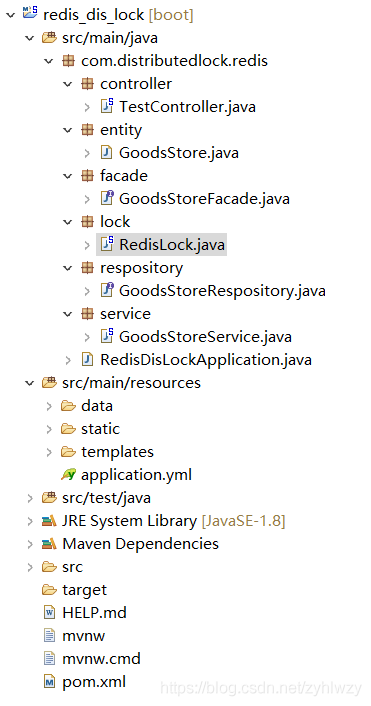 redis_dis_lock [boot]
src/main/java
com.distributedlock.redis
controller
TestController.java
entity
GoodsStore.java
facade
GoodsStoreFacade.java
lock
RedisLock.java
respository
GoodsStoreRespository.java
service
GoodsStoreService.java
RedisDisLockApplication.java
src/main/resources
data
static
templates
application.yml
src/test/java
JRE System Library [JavaSE-1.8]
Maven Dependencies
src
target
HELP.md
mvnw
mvnw.cmd
pom.xml
https://blog.csdn.net/zyhlwzy